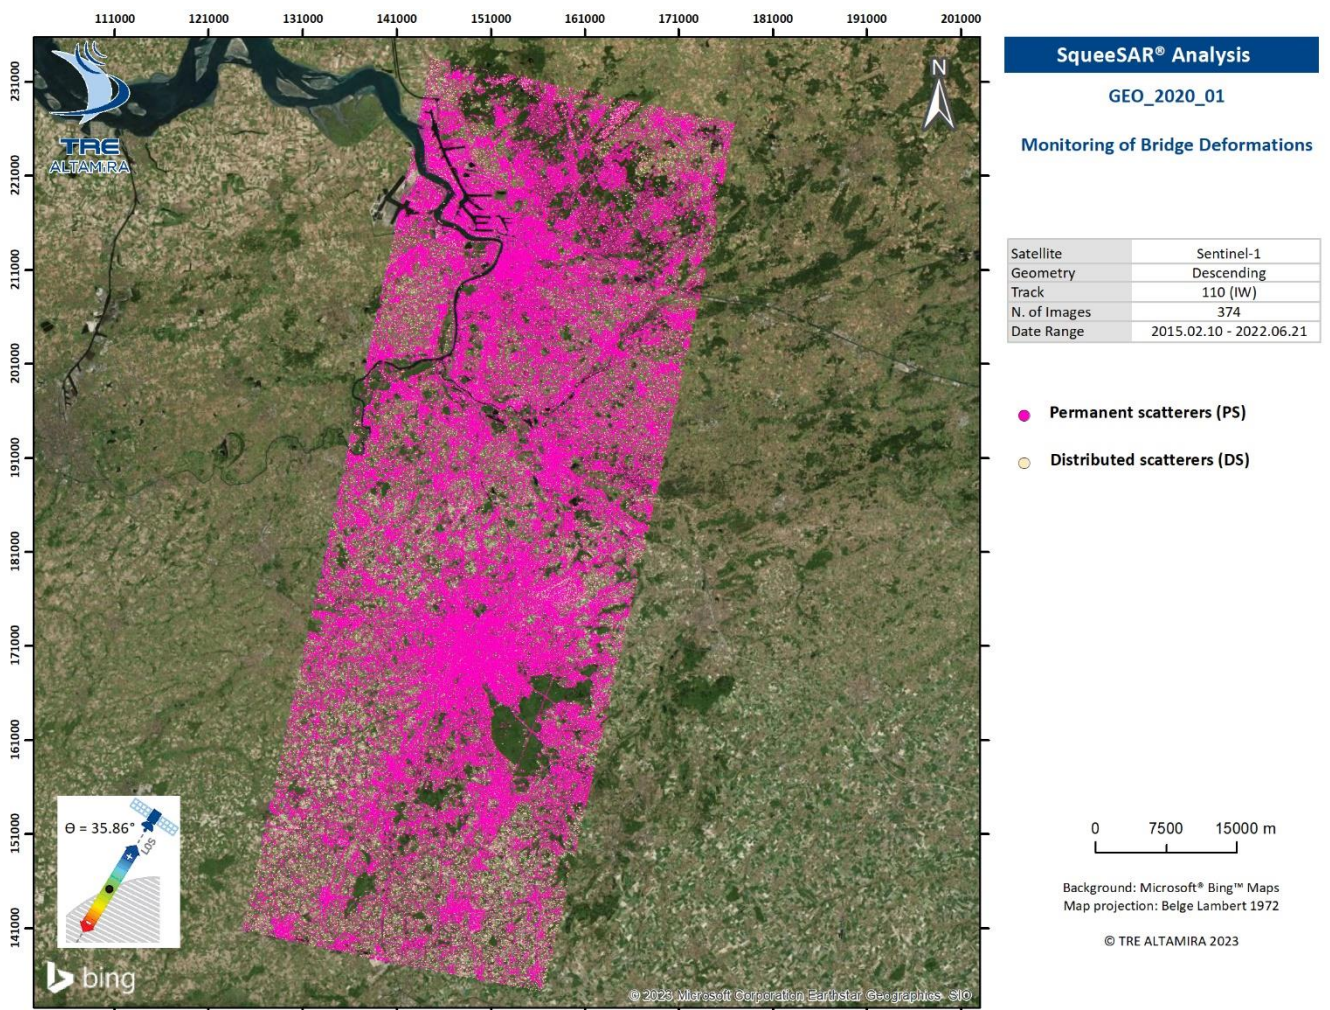 111000 121000 131000 141000 151000 161000 171000 181000 191000 201000
231000
221000
211000
201000
191000
181000
171000
161000
151000
141000
TRE
ALTAMIRA
N
Θ = 35.86°
LOS
+
-
bing
© 2023 Microsoft Corporation Earthstar Geographics SIO
SqueeSAR® Analysis
GEO_2020_01
Monitoring of Bridge Deformations
Satellite Sentinel-1
Geometry Descending
Track 110 (IW)
N. of Images 374
Date Range 2015.02.10 - 2022.06.21
Permanent scatterers (PS)
Distributed scatterers (DS)
0 7500 15000 m
Background: Microsoft® Bing™ Maps
Map projection: Belge Lambert 1972
© TRE ALTAMIRA 2023